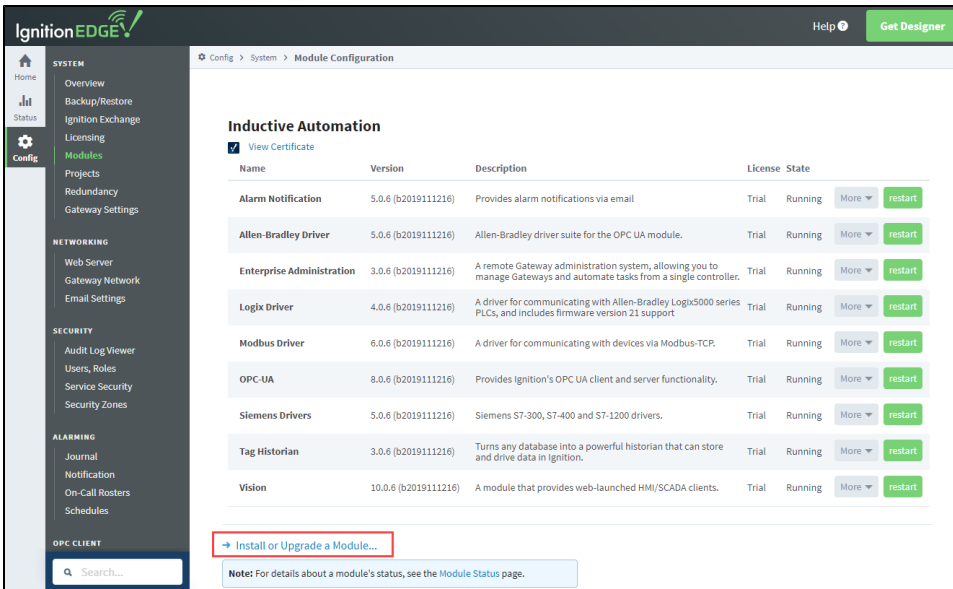 Ignition EDGE!
Help ?
Get Designer
Home
Status
Config
SYSTEM
Overview
Backup/Restore
Ignition Exchange
Licensing
Modules
Projects
Redundancy
Gateway Settings
NETWORKING
Web Server
Gateway Network
Email Settings
SECURITY
Audit Log Viewer
Users, Roles
Service Security
Security Zones
ALARMING
Journal
Notification
On-Call Rosters
Schedules
OPC CLIENT
Search...
Config > System > Module Configuration
Inductive Automation
View Certificate
Name Version Description License State
Alarm Notification 5.0.6 (b2019111216) Provides alarm notifications via email Trial Running More restart
Allen-Bradley Driver 5.0.6 (b2019111216) Allen-Bradley driver suite for the OPC UA module. Trial Running More restart
Enterprise Administration 3.0.6 (b2019111216) A remote Gateway administration system, allowing you to
manage Gateways and automate tasks from a single controller. Trial Running More restart
Logix Driver 4.0.6 (b2019111216) A driver for communicating with Allen-Bradley Logix5000 series
PLCs, and includes firmware version 21 support Trial Running More restart
Modbus Driver 6.0.6 (b2019111216) A driver for communicating with devices via Modbus-TCP. Trial Running More restart
OPC-UA 8.0.6 (b2019111216) Provides Ignition's OPC UA client and server functionality. Trial Running More restart
Siemens Drivers 5.0.6 (b2019111216) Siemens S7-300, S7-400 and S7-1200 drivers. Trial Running More restart
Tag Historian 3.0.6 (b2019111216) Turns any database into a powerful historian that can store
and drive data in Ignition. Trial Running More restart
Vision 10.0.6 (b2019111216) A module that provides web-launched HMI/SCADA clients. Trial Running More restart
→ Install or Upgrade a Module...
Note: For details about a module's status, see the Module Status page.